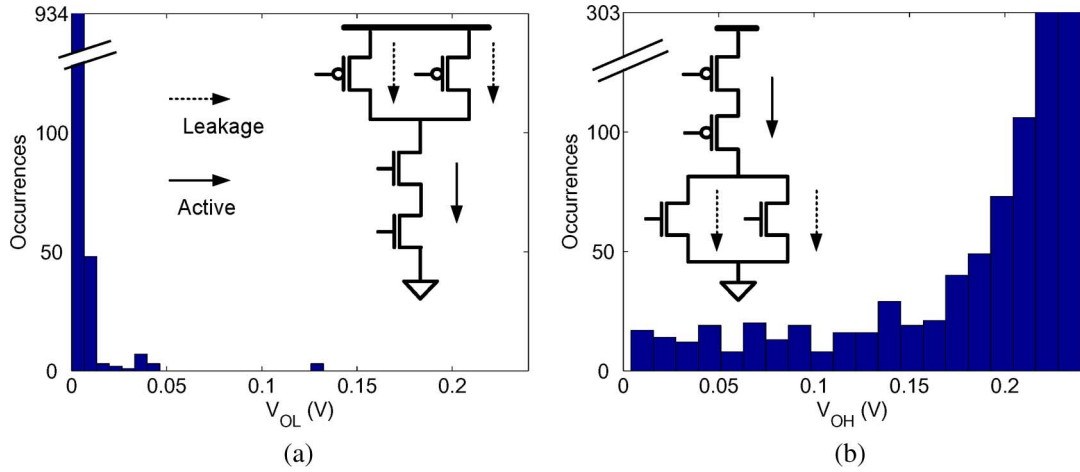 934
100
50
0
Occurrences
0
0.05
0.1
0.15
0.2
V_OL (V)
Leakage
Active
(a)
303
100
50
0
Occurrences
0
0.05
0.1
0.15
0.2
V_OH (V)
(b)